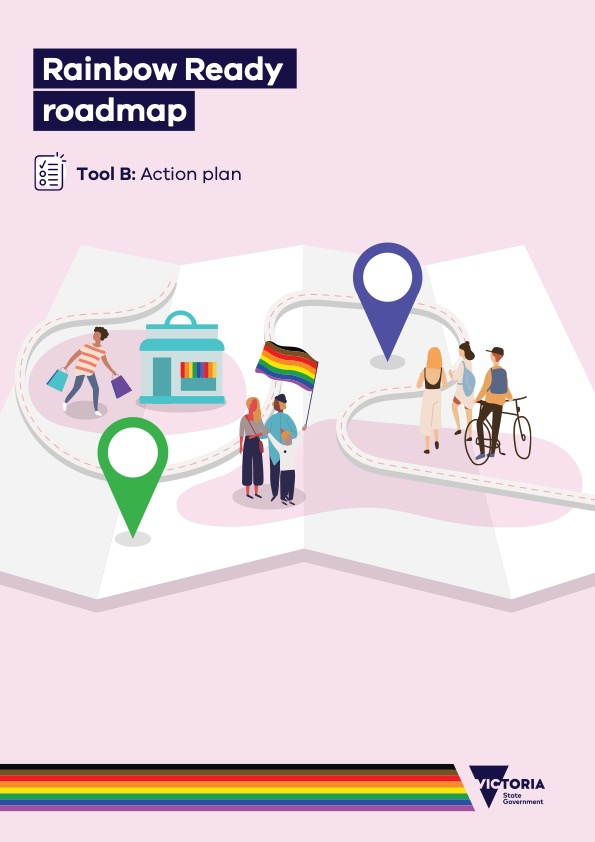 Rainbow Ready
roadmap
Tool B: Action plan
VICTORIA
State
Government